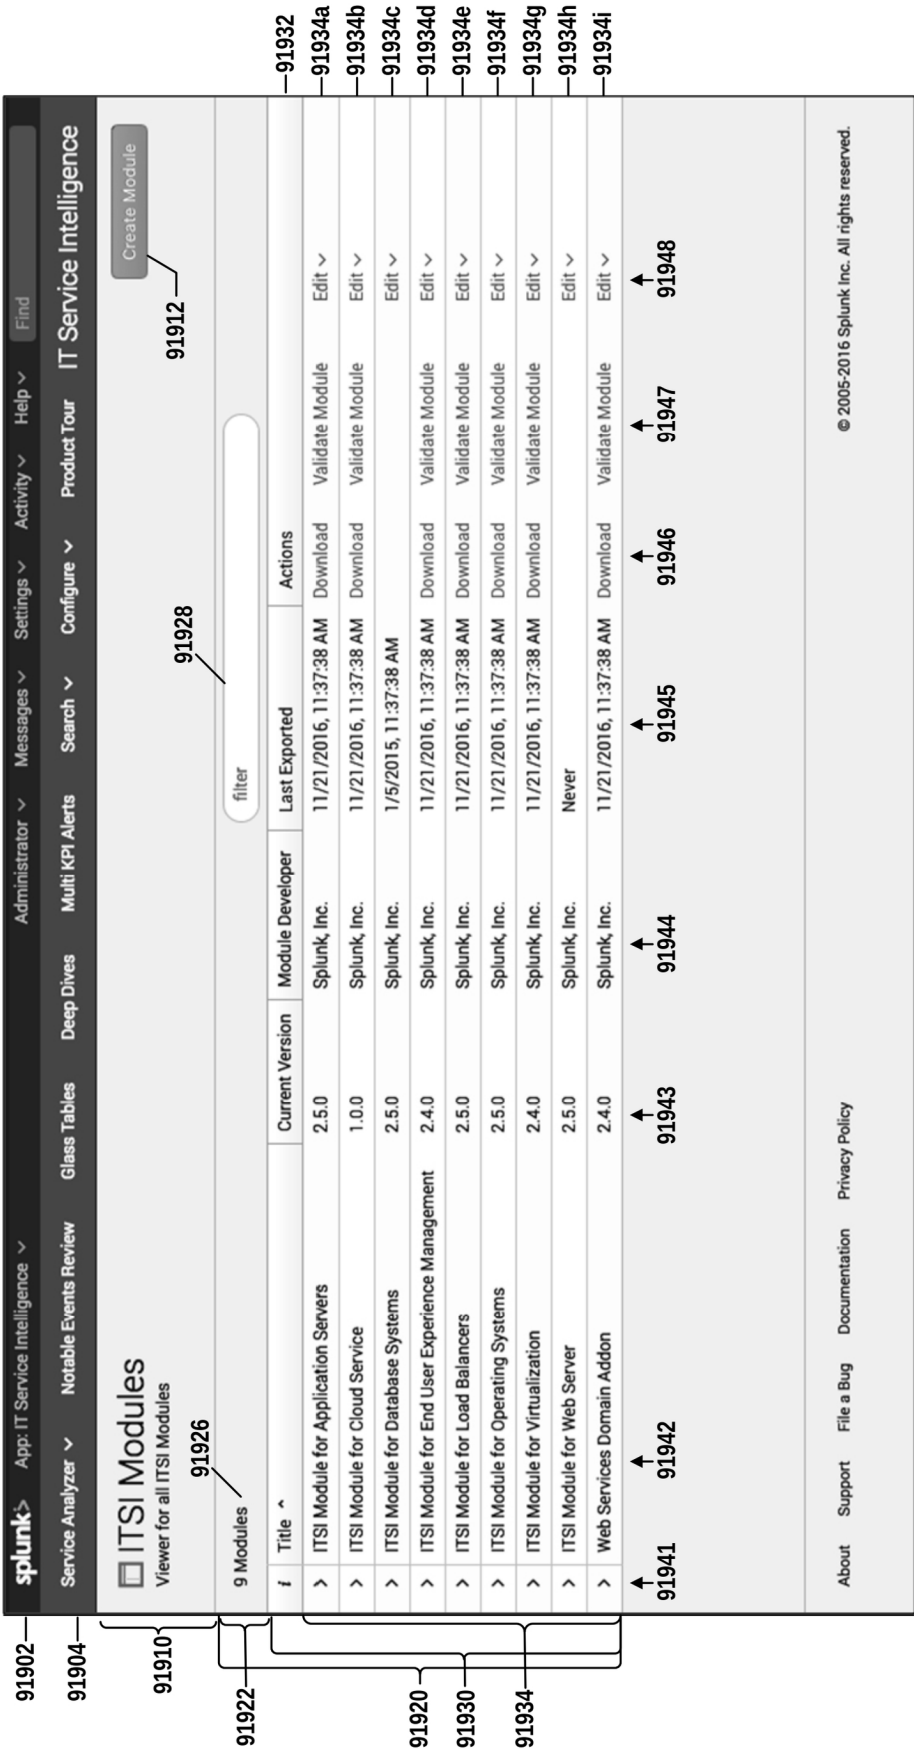 91902
splunk> App: IT Service Intelligence Administrator Messages Settings Activity Help Find
91904
Service Analyzer Notable Events Review Glass Tables Deep Dives Multi KPI Alerts Search Configure Product Tour IT Service Intelligence
91910
ITSI Modules
Create Module
Viewer for all ITSI Modules
91912
91926
91928
91922
9 Modules
filter
i Title ^ Current Version Module Developer Last Exported Actions 91932
> ITSI Module for Application Servers 2.5.0 Splunk, Inc. 11/21/2016, 11:37:38 AM Download Validate Module Edit 91934a
> ITSI Module for Cloud Service 1.0.0 Splunk, Inc. 11/21/2016, 11:37:38 AM Download Validate Module Edit 91934b
> ITSI Module for Database Systems 2.5.0 Splunk, Inc. 1/5/2015, 11:37:38 AM Edit 91934c
> ITSI Module for End User Experience Management 2.4.0 Splunk, Inc. 11/21/2016, 11:37:38 AM Download Validate Module Edit 91934d
> ITSI Module for Load Balancers 2.5.0 Splunk, Inc. 11/21/2016, 11:37:38 AM Download Validate Module Edit 91934e
> ITSI Module for Operating Systems 2.5.0 Splunk, Inc. 11/21/2016, 11:37:38 AM Download Validate Module Edit 91934f
> ITSI Module for Virtualization 2.4.0 Splunk, Inc. 11/21/2016, 11:37:38 AM Download Validate Module Edit 91934g
> ITSI Module for Web Server 2.5.0 Splunk, Inc. Never Edit 91934h
> Web Services Domain Addon 2.4.0 Splunk, Inc. 11/21/2016, 11:37:38 AM Download Validate Module Edit 91934i
91920
91930
91934
91941 91942 91943 91944 91945 91946 91947 91948
About Support File a Bug Documentation Privacy Policy © 2005-2016 Splunk Inc. All rights reserved.